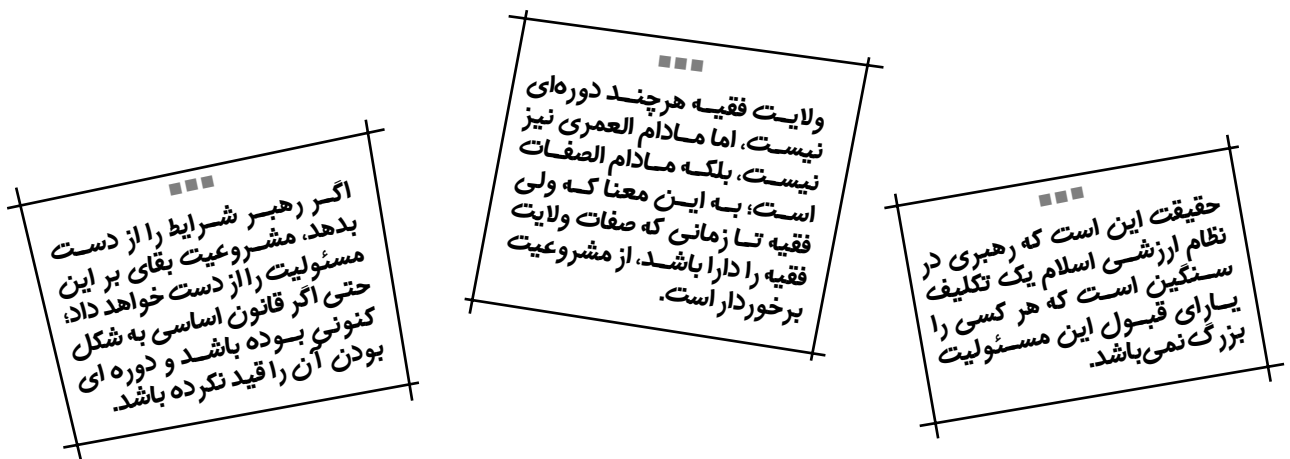 حقیقت این است که رهبری در
نظام ارزشی اسلام یک تکلیف
سنگین است که هر کسی را
یارای قبول این مسئولیت
بزرگ نمی‌باشد.
ولایت فقیه هرچند دوره‌ای
نیست، اما مادام العمری نیز
نیست، بلکه مادام الصفات
است؛ به این معنا که ولی
فقیه تا زمانی که صفات ولایت
فقیه را دارا باشد، از مشروعیت
برخوردار است.
اگر رهبر شرایط را از دست
بدهد، مشروعیت بقای بر این
مسئولیت را از دست خواهد داد؛
حتی اگر قانون اساسی به شکل
کنونی بوده باشد و دوره ای
بودن آن را قید نکرده باشد.